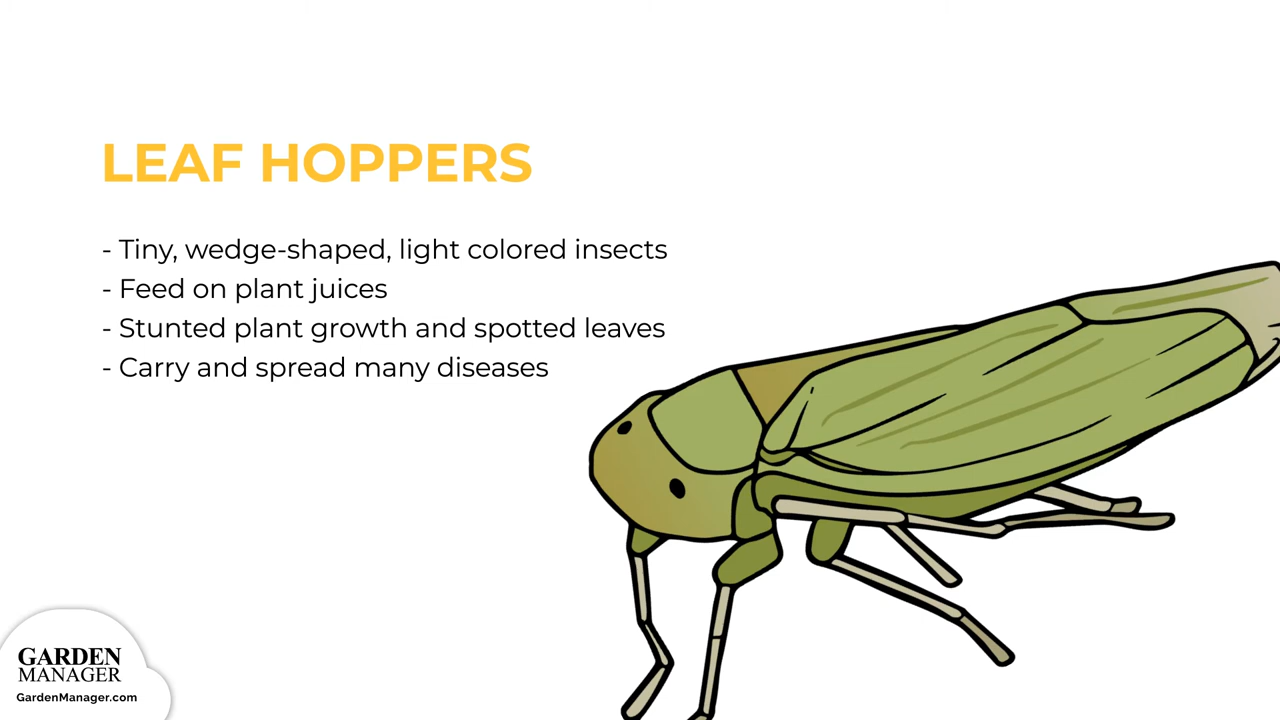 LEAF HOPPERS
- Tiny, wedge-shaped, light colored insects
- Feed on plant juices
- Stunted plant growth and spotted leaves
- Carry and spread many diseases
GARDEN
MANAGER
GardenManager.com